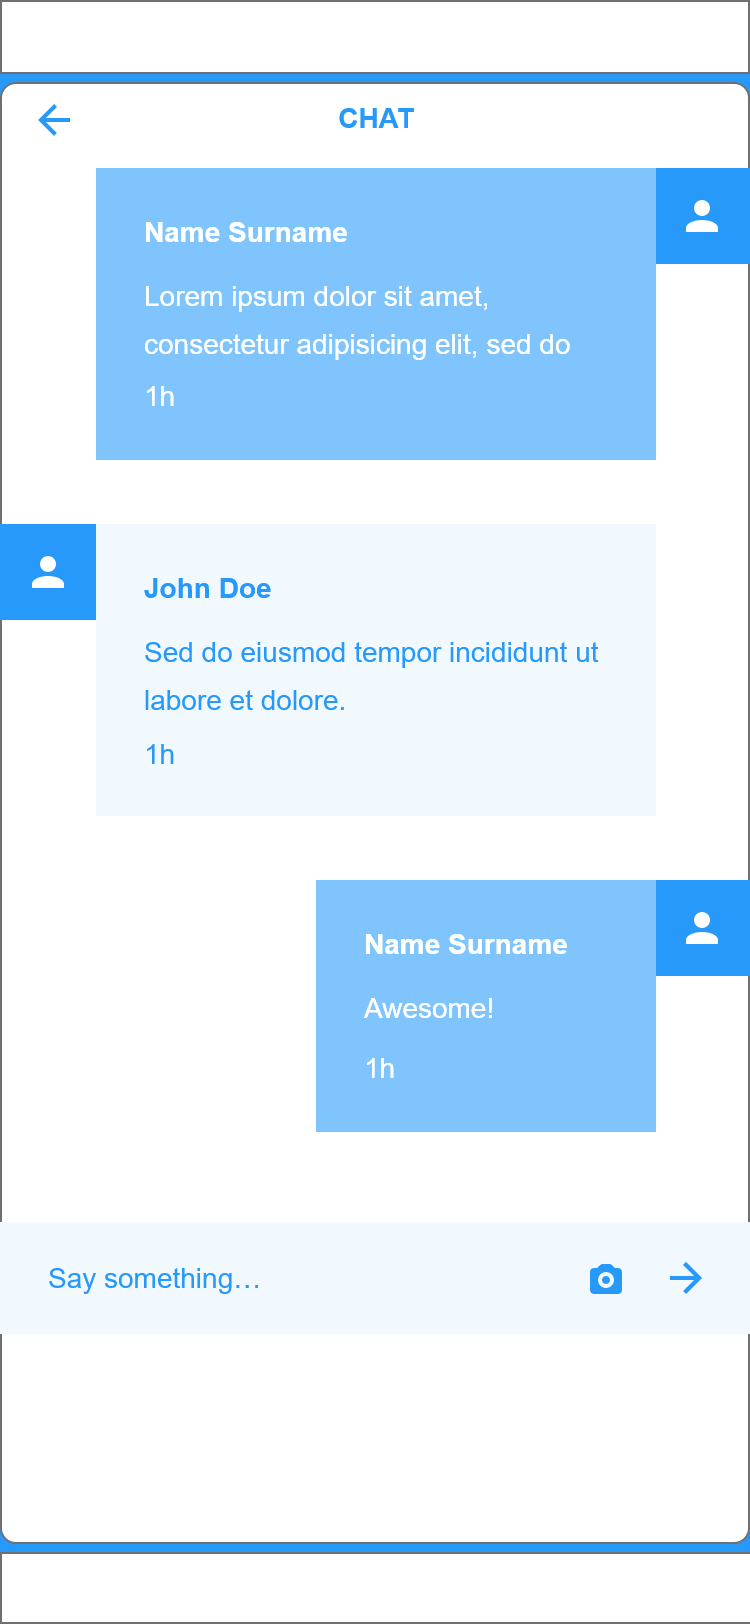 CHAT
Name Surname
Lorem ipsum dolor sit amet,
consectetur adipisicing elit, sed do
1h
John Doe
Sed do eiusmod tempor incididunt ut
labore et dolore.
1h
Name Surname
Awesome!
1h
Say something…